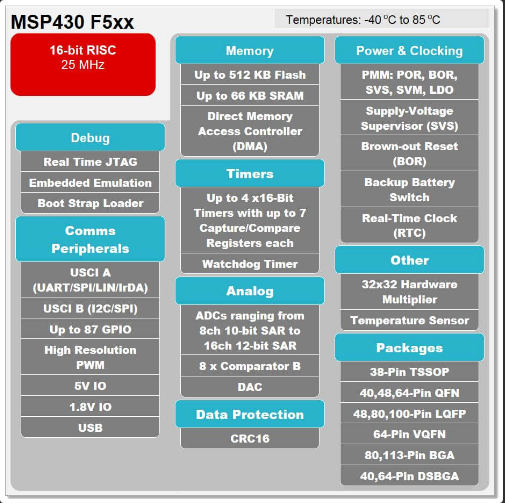 MSP430 F5xx
Temperatures: -40 °C to 85 °C
16-bit RISC
25 MHz
Debug
Real Time JTAG
Embedded Emulation
Boot Strap Loader
Comms
Peripherals
USCI A
(UART/SPI/LIN/IrDA)
USCI B (I2C/SPI)
Up to 87 GPIO
High Resolution
PWM
5V IO
1.8V IO
USB
Memory
Up to 512 KB Flash
Up to 66 KB SRAM
Direct Memory
Access Controller
(DMA)
Timers
Up to 4 x16-Bit
Timers with up to 7
Capture/Compare
Registers each
Watchdog Timer
Analog
ADCs ranging from
8ch 10-bit SAR to
16ch 12-bit SAR
8 x Comparator B
DAC
Data Protection
CRC16
Power & Clocking
PMM: POR, BOR,
SVS, SVM, LDO
Supply-Voltage
Supervisor (SVS)
Brown-out Reset
(BOR)
Backup Battery
Switch
Real-Time Clock
(RTC)
Other
32x32 Hardware
Multiplier
Temperature Sensor
Packages
38-Pin TSSOP
40,48,64-Pin QFN
48,80,100-Pin LQFP
64-Pin VQFN
80,113-Pin BGA
40,64-Pin DSBGA